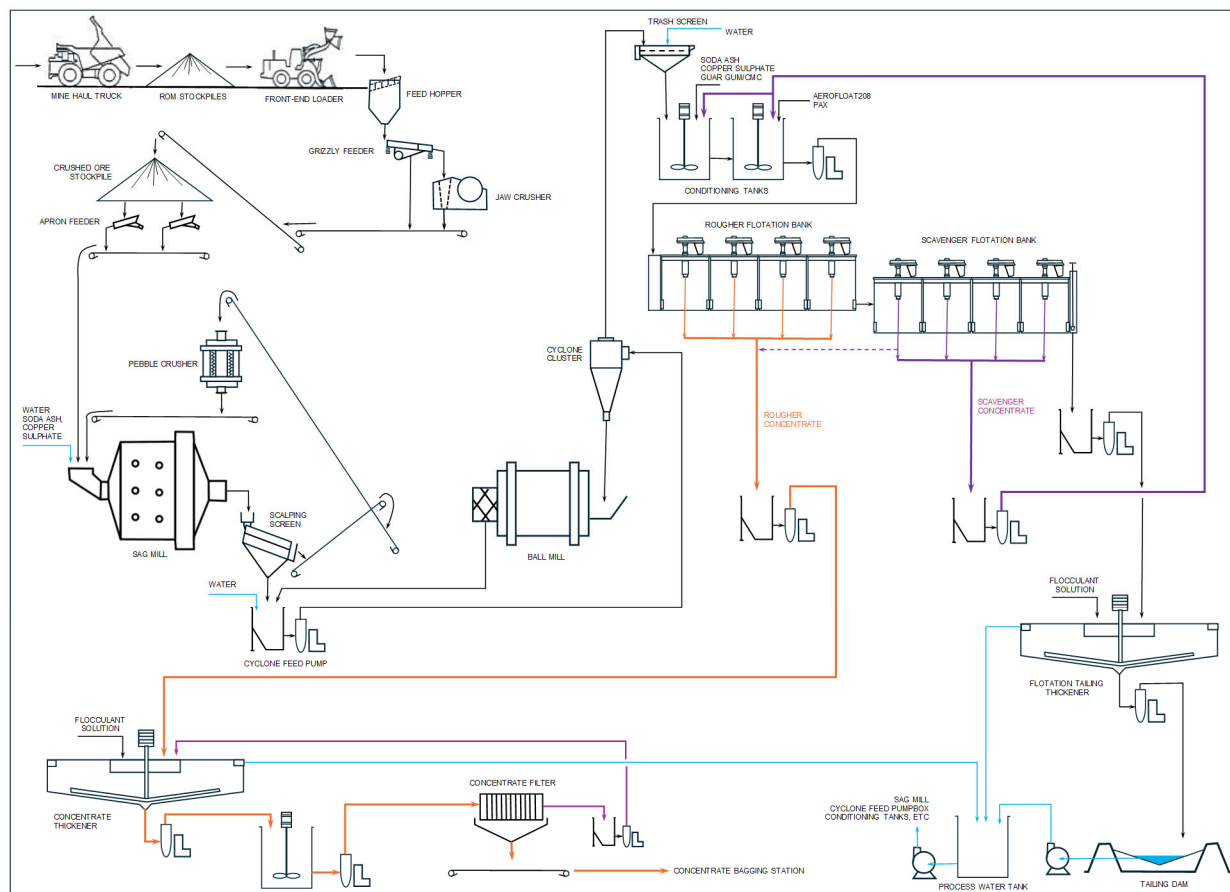 TRASH SCREEN
WATER
MINE HAUL TRUCK
ROM STOCKPILES
FRONT-END LOADER
FEED HOPPER
SODA ASH
COPPER SULPHATE
GUAR GUM/CMC
AEROFLOAT208
PAX
GRIZZLY FEEDER
CRUSHED ORE
STOCKPILE
JAW CRUSHER
CONDITIONING TANKS
APRON FEEDER
ROUGHER FLOTATION BANK
SCAVENGER FLOTATION BANK
CYCLONE
CLUSTER
PEBBLE CRUSHER
SCAVENGER
CONCENTRATE
ROUGHER
CONCENTRATE
WATER
SODA ASH,
COPPER
SULPHATE
SCALPING
SCREEN
SAG MILL
BALL MILL
WATER
FLOCCULANT
SOLUTION
CYCLONE FEED PUMP
FLOTATION TAILING
THICKENER
FLOCCULANT
SOLUTION
CONCENTRATE FILTER
SAG MILL
CYCLONE FEED PUMPBOX
CONDITIONING TANKS, ETC
CONCENTRATE
THICKENER
CONCENTRATE BAGGING STATION
PROCESS WATER TANK
TAILING DAM